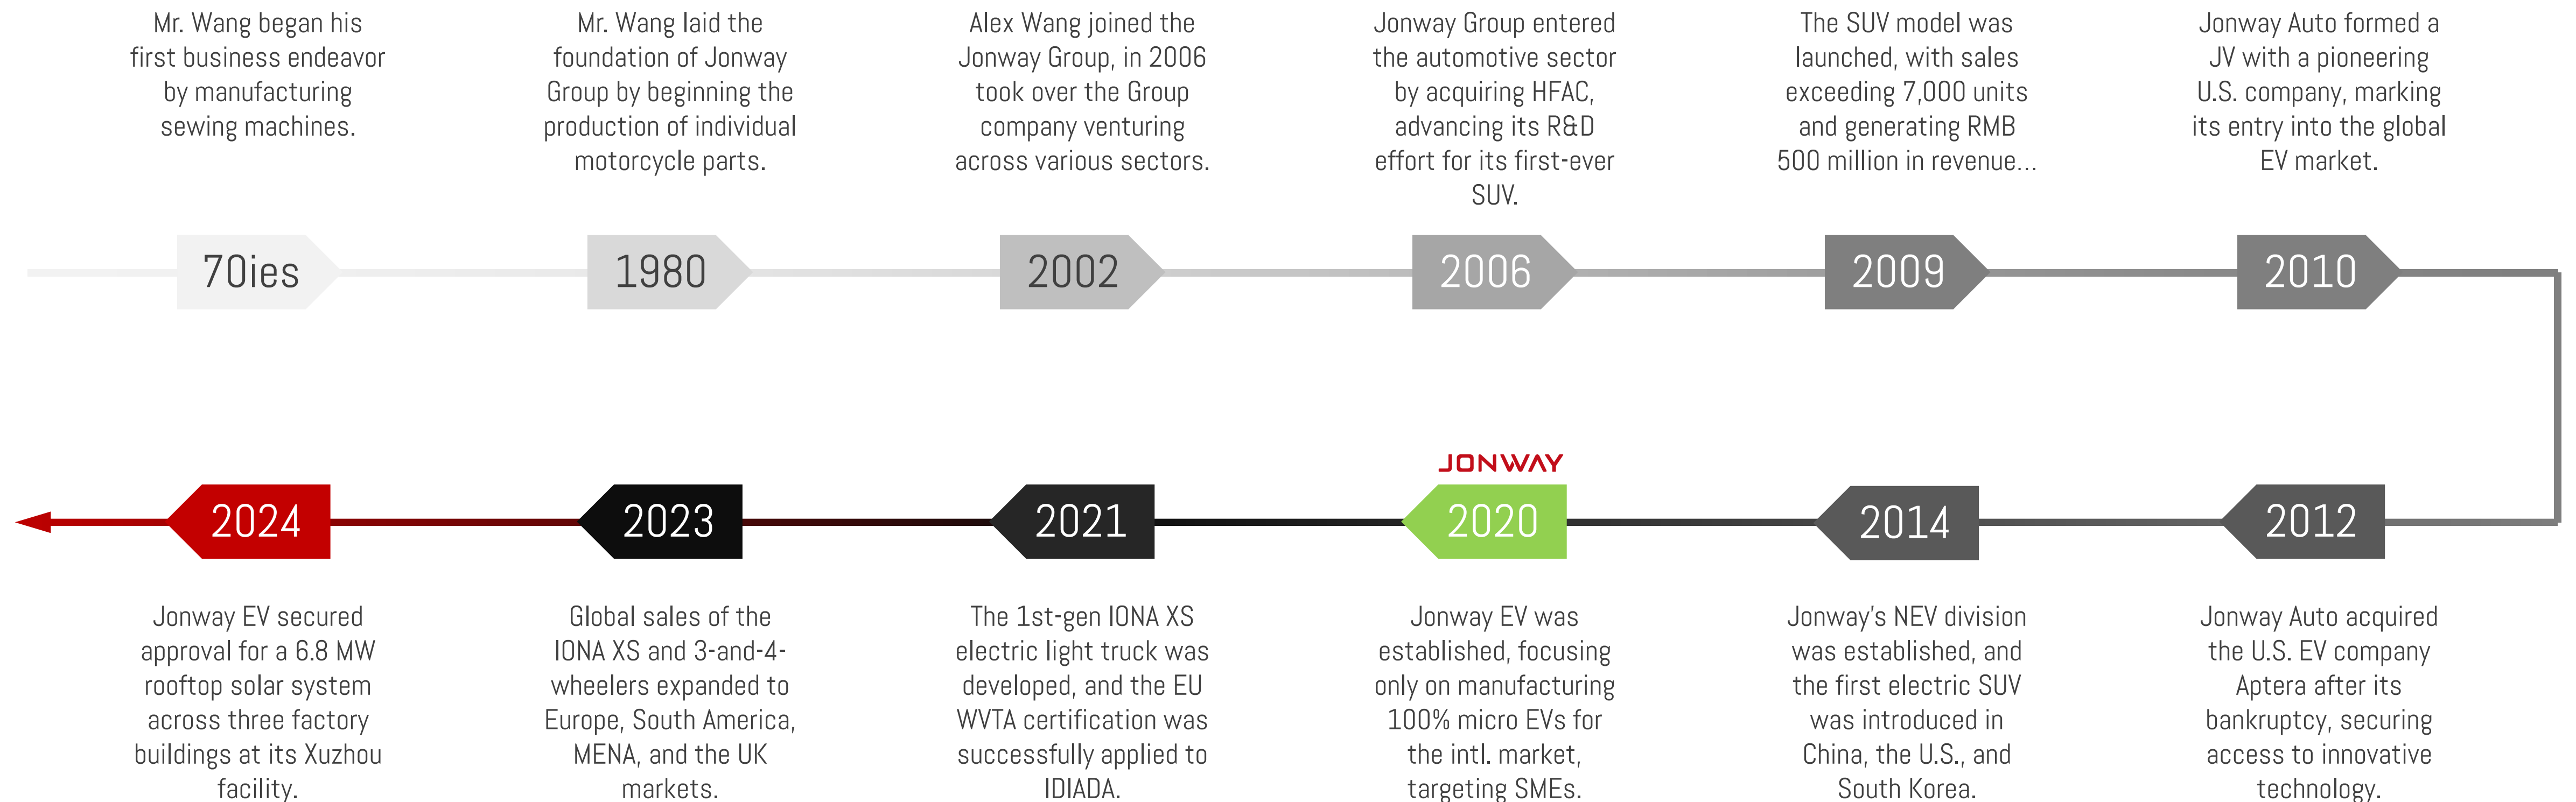 Mr. Wang began his
first business endeavor
by manufacturing
sewing machines.
Mr. Wang laid the
foundation of Jonway
Group by beginning the
production of individual
motorcycle parts.
Alex Wang joined the
Jonway Group, in 2006
took over the Group
company venturing
across various sectors.
Jonway Group entered
the automotive sector
by acquiring HFAC,
advancing its R&D
effort for its first-ever
SUV.
The SUV model was
launched, with sales
exceeding 7,000 units
and generating RMB
500 million in revenue...
Jonway Auto formed a
JV with a pioneering
U.S. company, marking
its entry into the global
EV market.
70ies
1980
2002
2006
2009
2010
JONWAY
2024
2023
2021
2020
2014
2012
Jonway EV secured
approval for a 6.8 MW
rooftop solar system
across three factory
buildings at its Xuzhou
facility.
Global sales of the
IONA XS and 3-and-4-
wheelers expanded to
Europe, South America,
MENA, and the UK
markets.
The 1st-gen IONA XS
electric light truck was
developed, and the EU
WVTA certification was
successfully applied to
IDIADA.
Jonway EV was
established, focusing
only on manufacturing
100% micro EVs for
the intl. market,
targeting SMEs.
Jonway's NEV division
was established, and
the first electric SUV
was introduced in
China, the U.S., and
South Korea.
Jonway Auto acquired
the U.S. EV company
Aptera after its
bankruptcy, securing
access to innovative
technology.